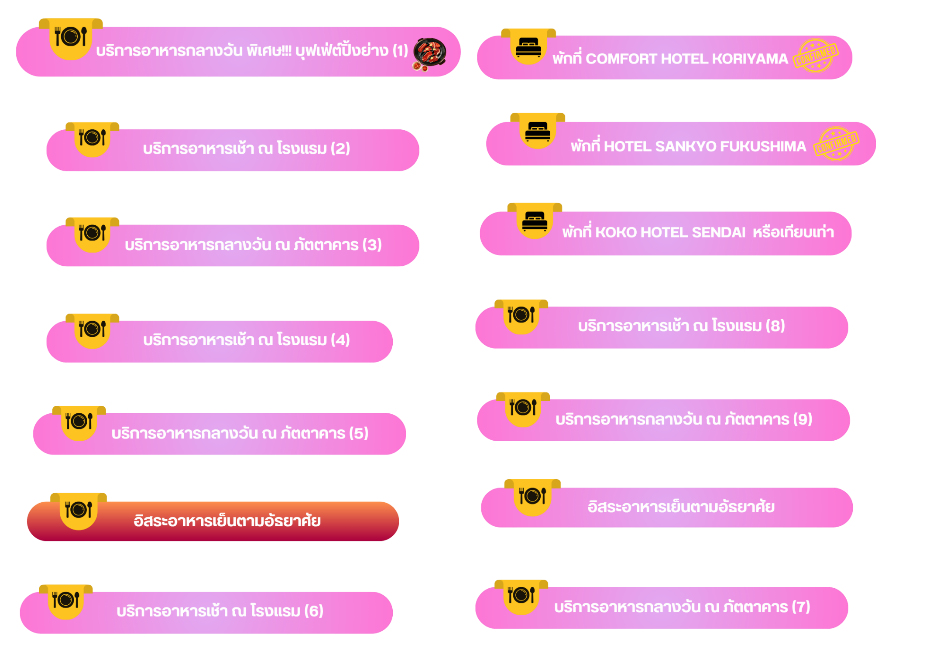 บริการอาหารกลางวัน พิเศษ!!! บุฟเฟ่ต์ปิ้งย่าง (1)
บริการอาหารเช้า ณ โรงแรม (2)
บริการอาหารกลางวัน ณ ภัตตาคาร (3)
บริการอาหารเช้า ณ โรงแรม (4)
บริการอาหารกลางวัน ณ ภัตตาคาร (5)
อิสระอาหารเย็นตามอัธยาศัย
บริการอาหารเช้า ณ โรงแรม (6)
พักที่ COMFORT HOTEL KORIYAMA CONFIRMED
พักที่ HOTEL SANKYO FUKUSHIMA CONFIRMED
พักที่ KOKO HOTEL SENDAI หรือเทียบเท่า
บริการอาหารเช้า ณ โรงแรม (8)
บริการอาหารกลางวัน ณ ภัตตาคาร (9)
อิสระอาหารเย็นตามอัธยาศัย
บริการอาหารกลางวัน ณ ภัตตาคาร (7)